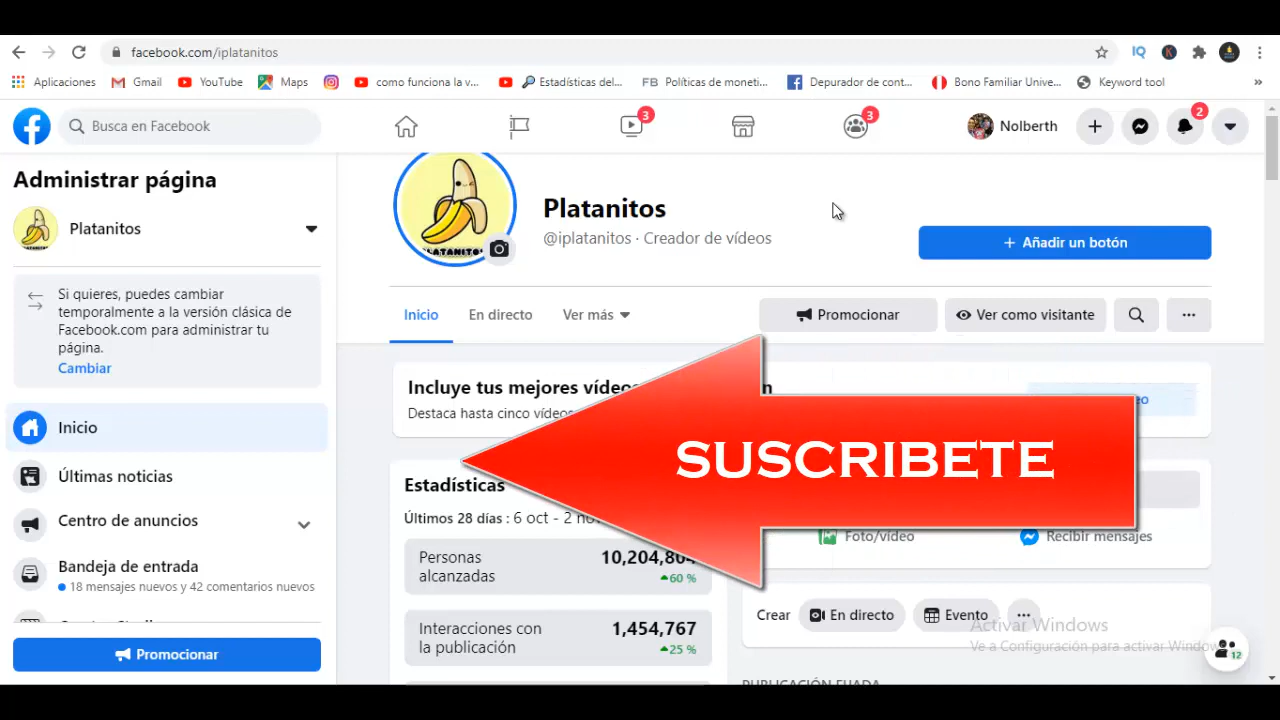 facebook.com/iplatanitos
Aplicaciones Gmail YouTube Maps como funciona la v... Estadísticas del... FB Políticas de moneti... Depurador de cont... Bono Familiar Unive... Keyword tool »
Busca en Facebook 3 3 Nolberth 2
Administrar página
Platanitos
Platanitos
@iplatanitos · Creador de vídeos
+ Añadir un botón
Si quieres, puedes cambiar
temporalmente a la versión clásica de
Facebook.com para administrar tu
página.
Cambiar
Inicio En directo Ver más Promocionar Ver como visitante
Incluye tus mejores
Destaca hasta cinco
Inicio
Últimas noticias
Centro de anuncios
Bandeja de entrada
18 mensajes nuevos y 42 comentarios nuevos
Promocionar
SUSCRIBETE
Estadísticas
Últimos 28 días : 6 oct - 2
Personas
alcanzadas
10,204,804
60 %
Interacciones con
la publicación
1,454,767
25 %
Foto/vídeo Recibir mensajes
Crear En directo Evento
Activar Windows
Ve a Configuración para activar
12